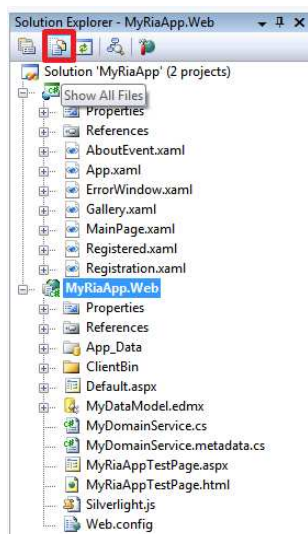 Solution Explorer - MyRiaApp.Web
Solution 'MyRiaApp' (2 projects)
Show All Files
Properties
References
AboutEvent.xaml
App.xaml
ErrorWindow.xaml
Gallery.xaml
MainPage.xaml
Registered.xaml
Registration.xaml
MyRiaApp.Web
Properties
References
App_Data
ClientBin
Default.aspx
MyDataModel.edmx
MyDomainService.cs
MyDomainService.metadata.cs
MyRiaAppTestPage.aspx
MyRiaAppTestPage.html
Silverlight.js
Web.config